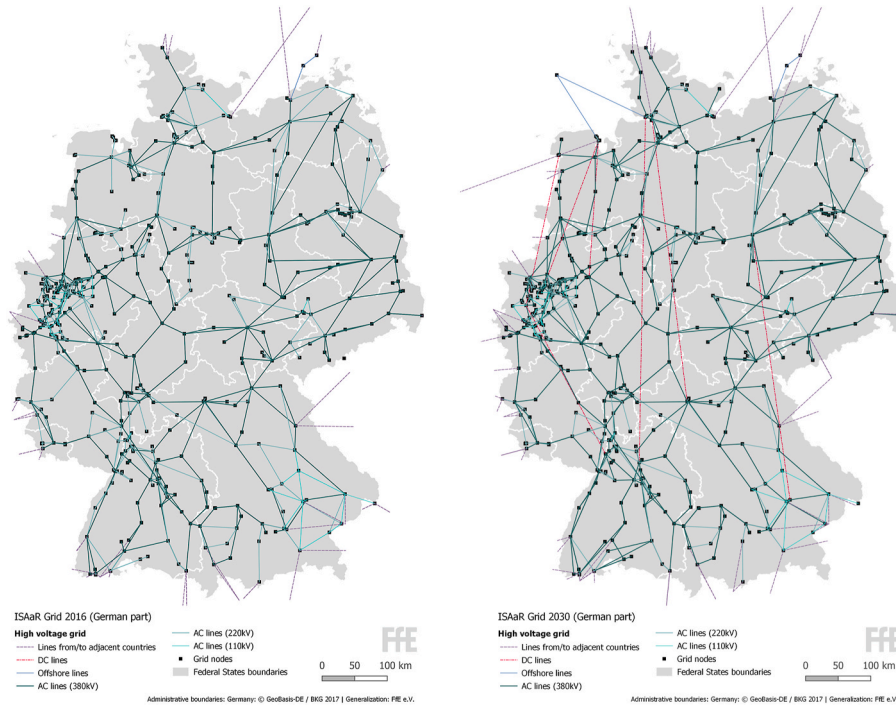 ISAaR Grid 2016 (German part)
High voltage grid
Lines from/to adjacent countries
DC lines
Offshore lines
AC lines (380kV)
AC lines (220kV)
AC lines (110kV)
Grid nodes
Federal States boundaries
FfE
0 50 100 km
Administrative boundaries: Germany: © GeoBasis-DE / BKG 2017 | Generalization: FfE e.V.
ISAaR Grid 2030 (German part)
High voltage grid
Lines from/to adjacent countries
DC lines
Offshore lines
AC lines (380kV)
AC lines (220kV)
AC lines (110kV)
Grid nodes
Federal States boundaries
FfE
0 50 100 km
Administrative boundaries: Germany: © GeoBasis-DE / BKG 2017 | Generalization: FfE e.V.